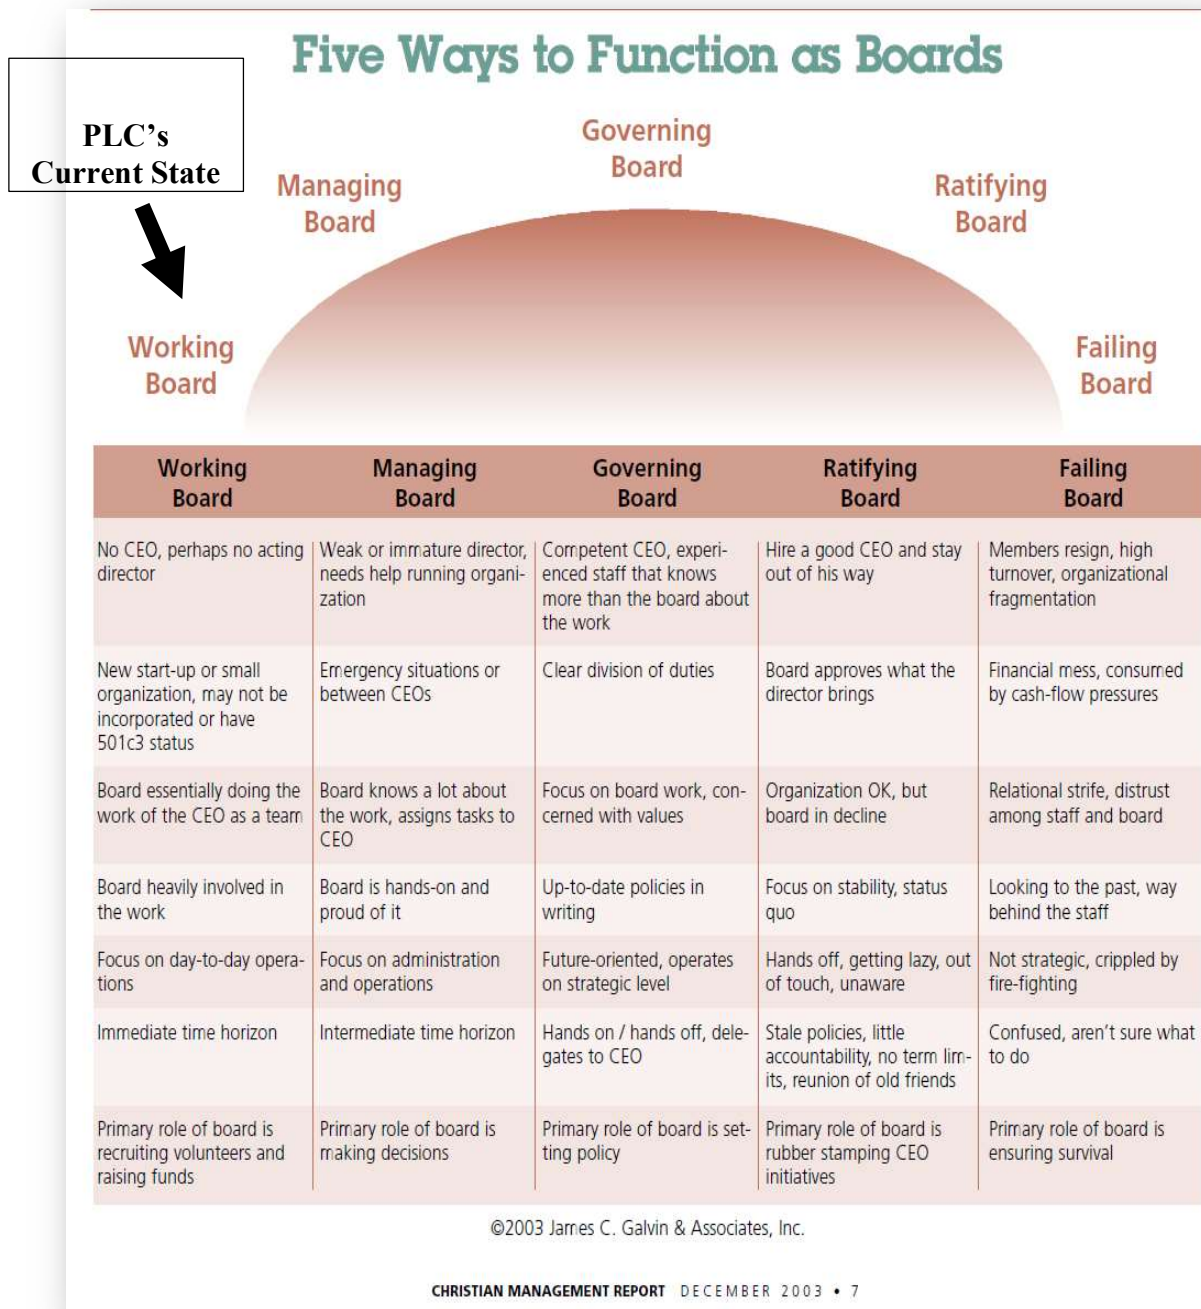 Five Ways to Function as Boards
PLC’s
Current State
Governing
Board
Managing
Board
Ratifying
Board
Working
Board
Failing
Board
Working
Board
Managing
Board
Governing
Board
Ratifying
Board
Failing
Board
No CEO, perhaps no acting
director
Weak or immature director,
needs help running organi-
zation
Competent CEO, experi-
enced staff that knows
more than the board about
the work
Hire a good CEO and stay
out of his way
Members resign, high
turnover, organizational
fragmentation
New start-up or small
organization, may not be
incorporated or have
501c3 status
Emergency situations or
between CEOs
Clear division of duties
Board approves what the
director brings
Financial mess, consumed
by cash-flow pressures
Board essentially doing the
work of the CEO as a team
Board knows a lot about
the work, assigns tasks to
CEO
Focus on board work, con-
cerned with values
Organization OK, but
board in decline
Relational strife, distrust
among staff and board
Board heavily involved in
the work
Board is hands-on and
proud of it
Up-to-date policies in
writing
Focus on stability, status
quo
Looking to the past, way
behind the staff
Focus on day-to-day opera-
tions
Focus on administration
and operations
Future-oriented, operates
on strategic level
Hands off, getting lazy, out
of touch, unaware
Not strategic, crippled by
fire-fighting
Immediate time horizon
Intermediate time horizon
Hands on / hands off, dele-
gates to CEO
Stale policies, little
accountability, no term lim-
its, reunion of old friends
Confused, aren’t sure what
to do
Primary role of board is
recruiting volunteers and
raising funds
Primary role of board is
making decisions
Primary role of board is set-
ting policy
Primary role of board is
rubber stamping CEO
initiatives
Primary role of board is
ensuring survival
©2003 James C. Galvin & Associates, Inc.
CHRISTIAN MANAGEMENT REPORT DECEMBER 2003 • 7